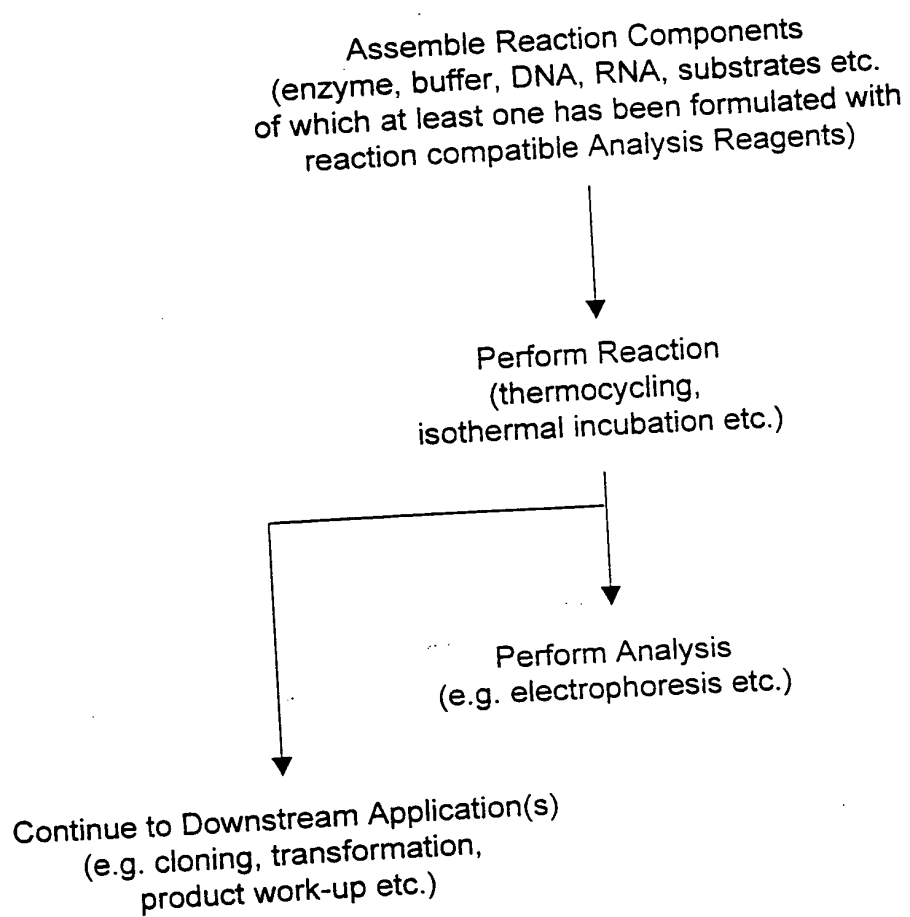 Assemble Reaction Components
(enzyme, buffer, DNA, RNA, substrates etc.
of which at least one has been formulated with
reaction compatible Analysis Reagents)
Perform Reaction
(thermocycling,
isothermal incubation etc.)
Perform Analysis
(e.g. electrophoresis etc.)
Continue to Downstream Application(s)
(e.g. cloning, transformation,
product work-up etc.)